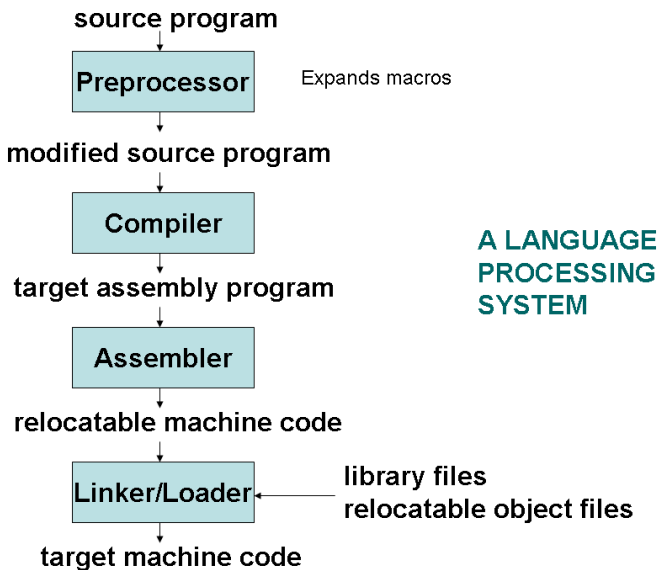 source program
Preprocessor
Expands macros
modified source program
Compiler
target assembly program
A LANGUAGE
PROCESSING
SYSTEM
Assembler
relocatable machine code
Linker/Loader
library files
relocatable object files
target machine code